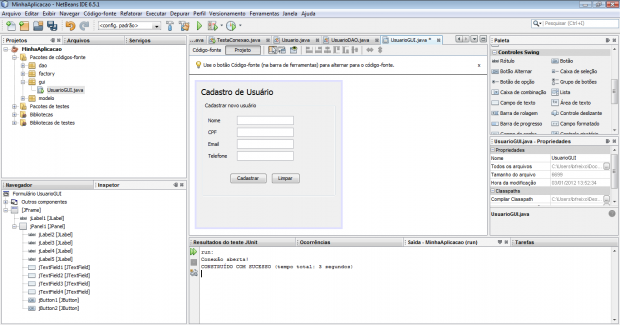 MinhaAplicacao - NetBeans IDE 6.5.1
Arquivo Editar Exibir Navegar Código-fonte Refatorar Executar Depurar Perfil Versionamento Ferramentas Janela Ajuda
<config. padrão>
Pesquisar (Ctrl+I)
Projetos Arquivos Serviços
MinhaAplicacao
Pacotes de código-fonte
dao
factory
gui
UsuarioGUI.java
modelo
Pacotes de testes
Bibliotecas
Bibliotecas de testes
Navegador Inspetor
Formulário UsuarioGUI
Outros componentes
[JFrame]
jLabel1 [JLabel]
jPanel1 [JPanel]
jLabel2 [JLabel]
jLabel3 [JLabel]
jLabel4 [JLabel]
jLabel5 [JLabel]
jTextField1 [JTextField]
jTextField2 [JTextField]
jTextField3 [JTextField]
jTextField4 [JTextField]
jButton1 [JButton]
jButton2 [JButton]
TestaConexao.java Usuario.java UsuarioDAO.java UsuarioGUI.java *
Código-fonte Projeto
Use o botão Código-fonte (na barra de ferramentas) para alternar para o código-fonte.
Cadastro de Usuário
Cadastrar novo usuário
Nome
CPF
Email
Telefone
Cadastrar Limpar
Paleta
Controles Swing
Rótulo Botão
Botão Alternar Caixa de seleção
Botão de opção Grupo de botões
Caixa de combinação Lista
Campo de texto Área de texto
Barra de rolagem Controle deslizante
Barra de progresso Campo formatado
UsuarioGUI.java - Propriedades
Propriedades
Nome UsuarioGUI
Todos os arquivos
Tamanho do arquivo
Hora da modificação 03/01/2012 13:52:34
Classpaths
Compilar Classpath
UsuarioGUI.java
Resultados do teste JUnit Ocorrências Saída - MinhaAplicacao (run) Tarefas
run:
Conexão aberta!
CONSTRUÍDO COM SUCESSO (tempo total: 3 segundos)